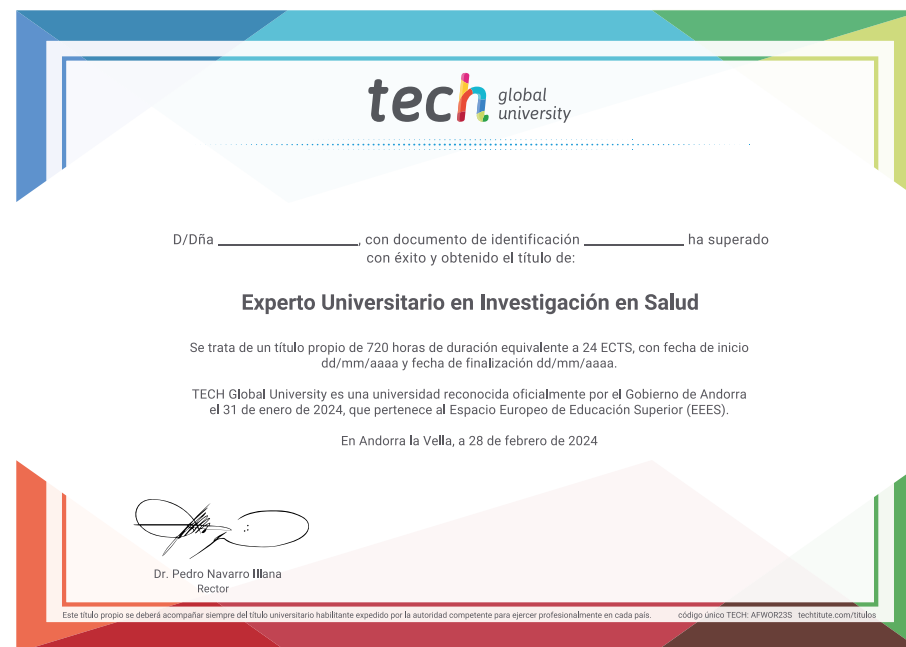 tech global university
D/Dña ____________________, con documento de identificación ______________ ha superado
con éxito y obtenido el título de:
Experto Universitario en Investigación en Salud
Se trata de un título propio de 720 horas de duración equivalente a 24 ECTS, con fecha de inicio
dd/mm/aaaa y fecha de finalización dd/mm/aaaa.
TECH Global University es una universidad reconocida oficialmente por el Gobierno de Andorra
el 31 de enero de 2024, que pertenece al Espacio Europeo de Educación Superior (EEES).
En Andorra la Vella, a 28 de febrero de 2024
Dr. Pedro Navarro Illana
Rector
Este título propio se deberá acompañar siempre del título universitario habilitante expedido por la autoridad competente para ejercer profesionalmente en cada país. código único TECH: AFWOR23S techtitute.com/titulos